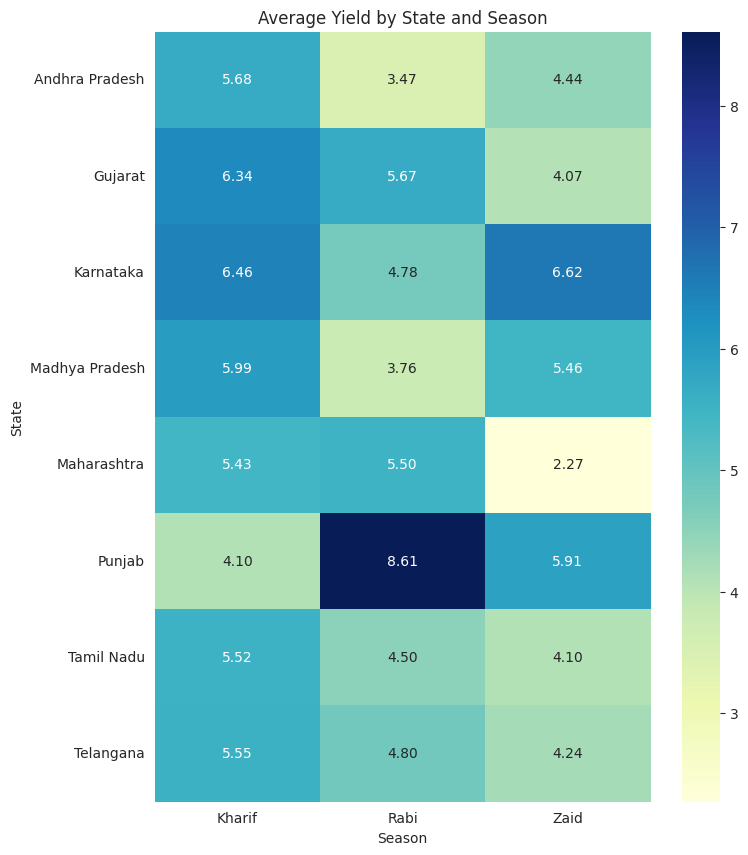 Average Yield by State and Season
Andhra Pradesh 5.68 3.47 4.44
Gujarat 6.34 5.67 4.07
Karnataka 6.46 4.78 6.62
Madhya Pradesh 5.99 3.76 5.46
Maharashtra 5.43 5.50 2.27
Punjab 4.10 8.61 5.91
Tamil Nadu 5.52 4.50 4.10
Telangana 5.55 4.80 4.24
Kharif Rabi Zaid
Season
State
8
7
6
5
4
3